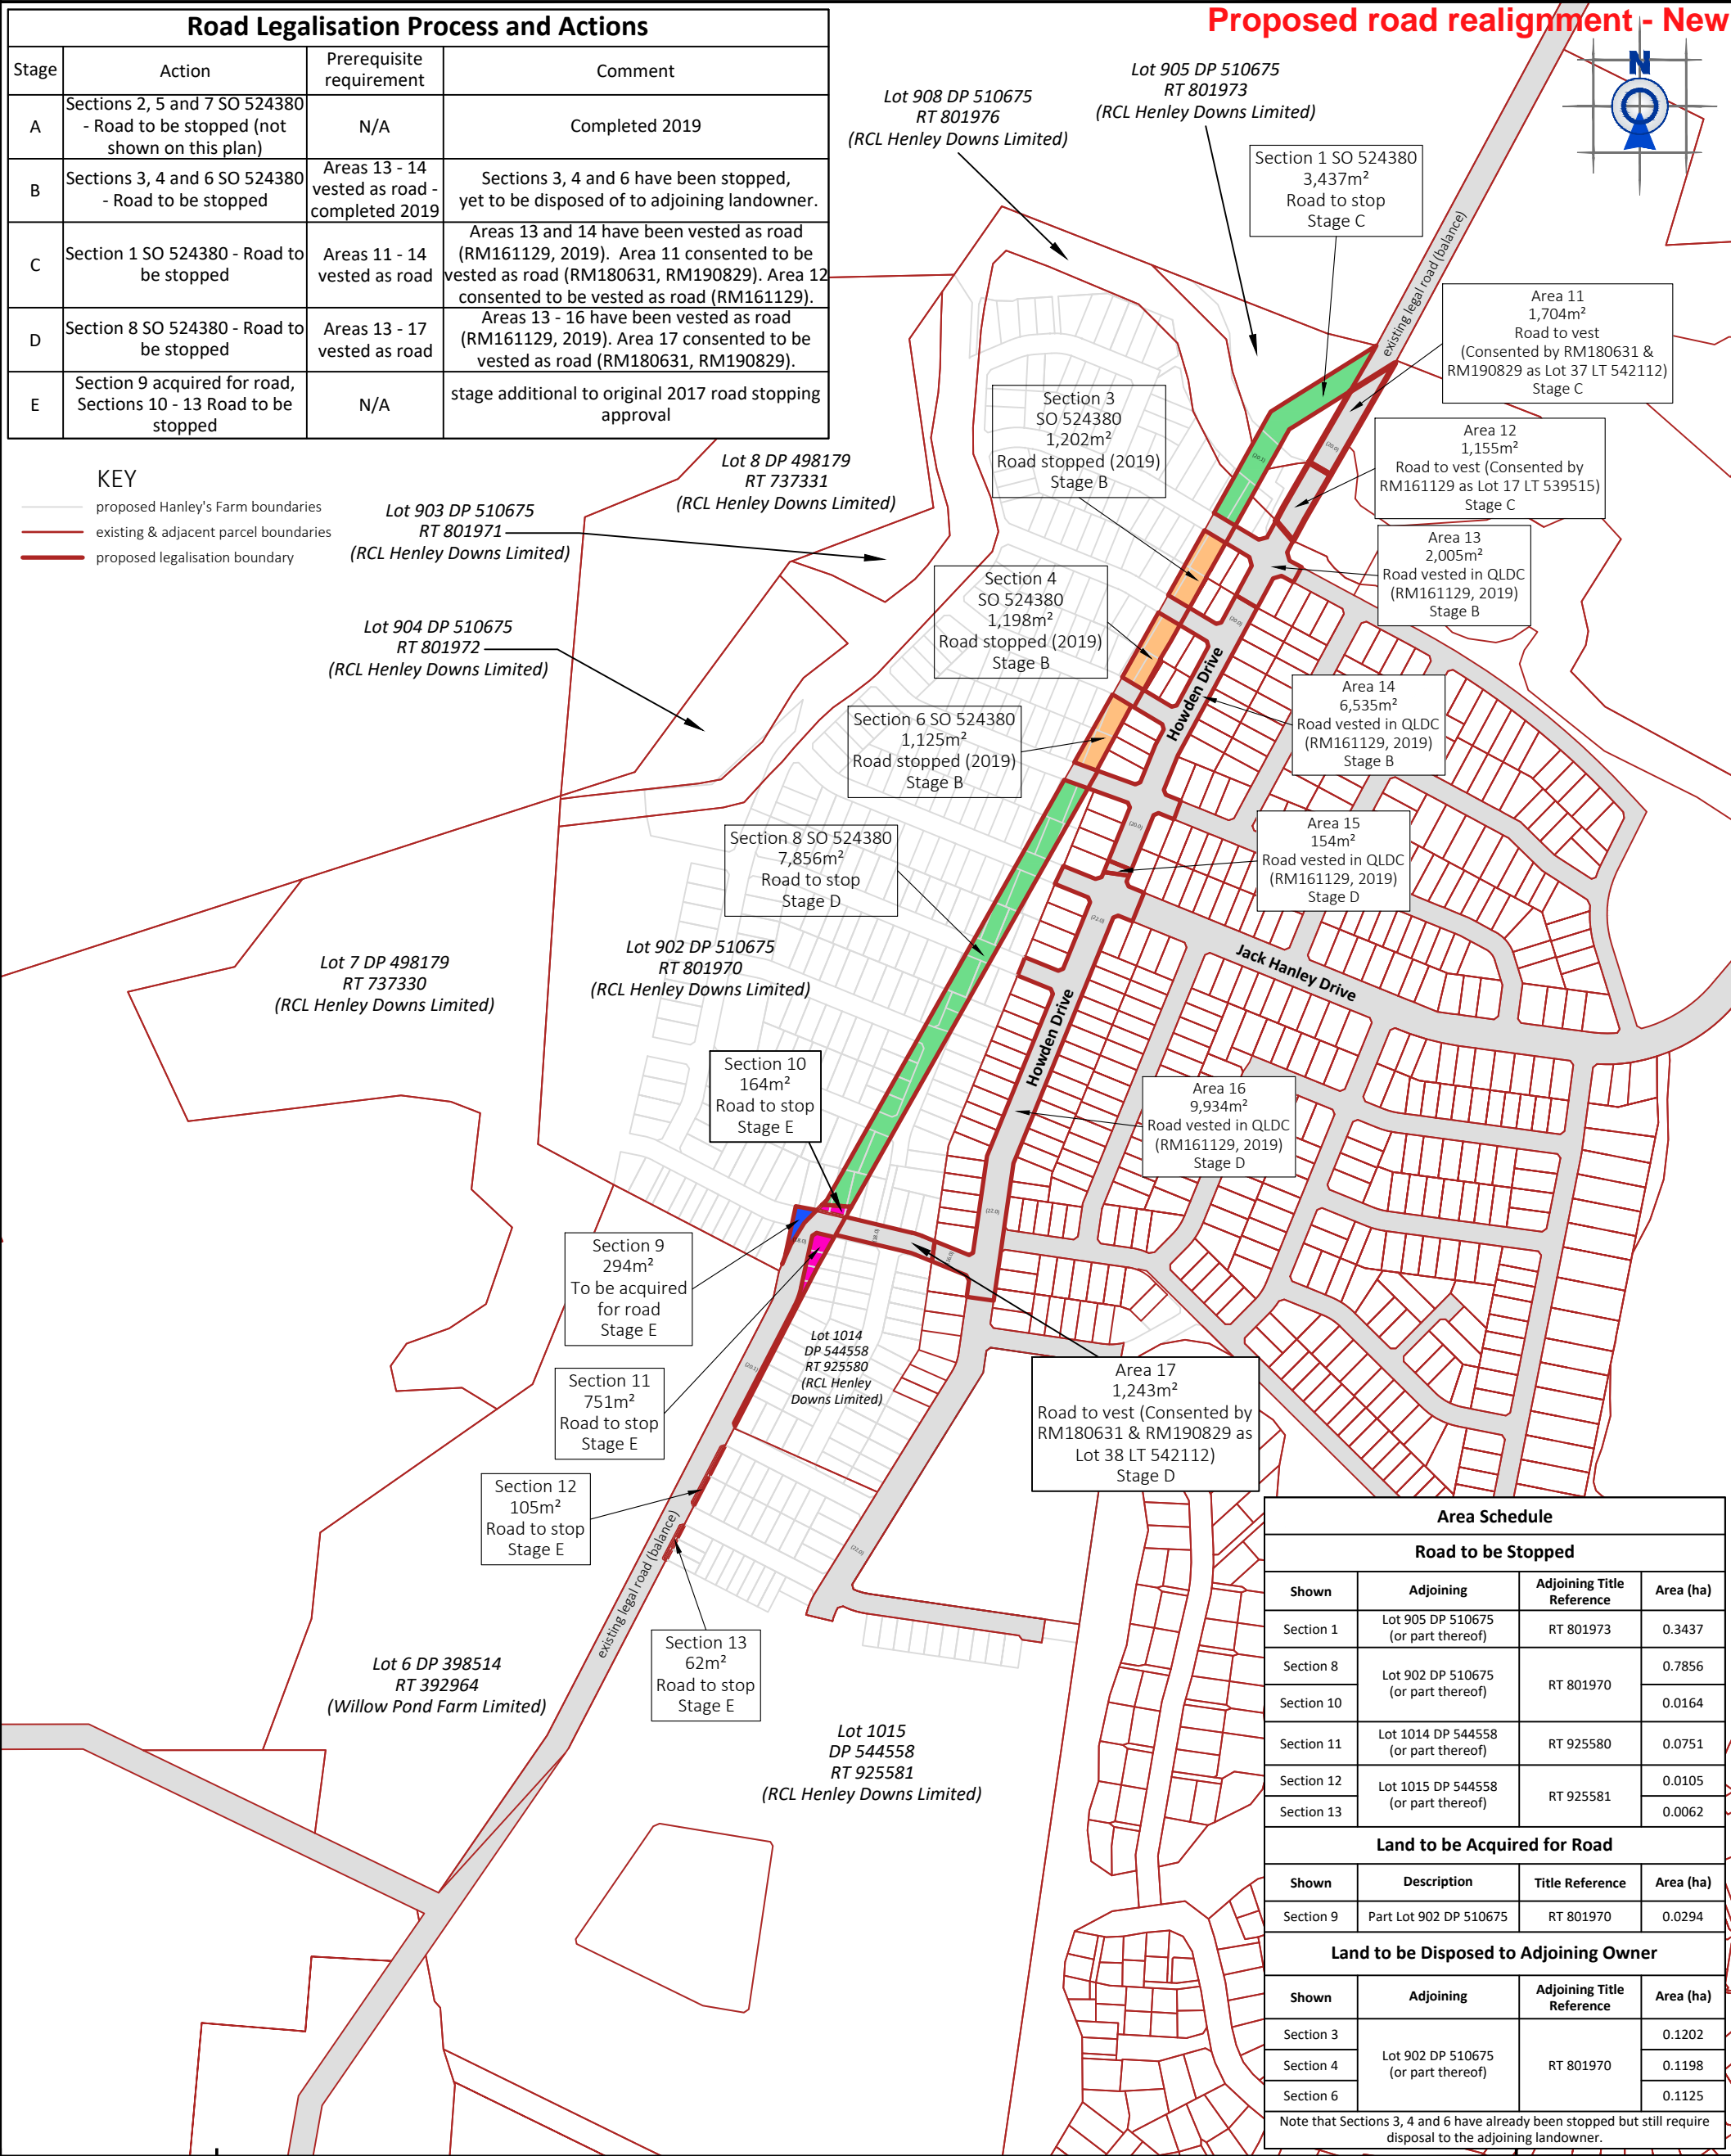 Proposed road realignment - New
N
Road Legalisation Process and Actions
Stage
Action
Prerequisite
requirement
Comment
A
Sections 2, 5 and 7 SO 524380
- Road to be stopped (not
shown on this plan)
N/A
Completed 2019
B
Sections 3, 4 and 6 SO 524380
- Road to be stopped
Areas 13 - 14
vested as road -
completed 2019
Sections 3, 4 and 6 have been stopped,
yet to be disposed of to adjoining landowner.
C
Section 1 SO 524380 - Road to
be stopped
Areas 11 - 14
vested as road
Areas 13 and 14 have been vested as road
(RM161129, 2019). Area 11 consented to be
vested as road (RM180631, RM190829). Area 12
consented to be vested as road (RM161129).
D
Section 8 SO 524380 - Road to
be stopped
Areas 13 - 17
vested as road
Areas 13 - 16 have been vested as road
(RM161129, 2019). Area 17 consented to be
vested as road (RM180631, RM190829).
E
Section 9 acquired for road,
Sections 10 - 13 Road to be
stopped
N/A
stage additional to original 2017 road stopping
approval
KEY
proposed Hanley's Farm boundaries
existing & adjacent parcel boundaries
proposed legalisation boundary
Lot 908 DP 510675
RT 801976
(RCL Henley Downs Limited)
Lot 905 DP 510675
RT 801973
(RCL Henley Downs Limited)
Section 1 SO 524380
3,437m²
Road to stop
Stage C
existing legal road (balance)
Area 11
1,704m²
Road to vest
(Consented by RM180631 &
RM190829 as Lot 37 LT 542112)
Stage C
Section 3
SO 524380
1,202m²
Road stopped (2019)
Stage B
Area 12
1,155m²
Road to vest (Consented by
RM161129 as Lot 17 LT 539515)
Stage C
Lot 8 DP 498179
RT 737331
(RCL Henley Downs Limited)
Lot 903 DP 510675
RT 801971
(RCL Henley Downs Limited)
Area 13
2,005m²
Road vested in QLDC
(RM161129, 2019)
Stage B
Section 4
SO 524380
1,198m²
Road stopped (2019)
Stage B
Lot 904 DP 510675
RT 801972
(RCL Henley Downs Limited)
Howden Drive
Area 14
6,535m²
Road vested in QLDC
(RM161129, 2019)
Stage B
Section 6 SO 524380
1,125m²
Road stopped (2019)
Stage B
Area 15
154m²
Road vested in QLDC
(RM161129, 2019)
Stage D
Section 8 SO 524380
7,856m²
Road to stop
Stage D
(20.0)
(22.0)
Jack Hanley Drive
Lot 902 DP 510675
RT 801970
(RCL Henley Downs Limited)
Lot 7 DP 498179
RT 737330
(RCL Henley Downs Limited)
Howden Drive
Section 10
164m²
Road to stop
Stage E
Area 16
9,934m²
Road vested in QLDC
(RM161129, 2019)
Stage D
(22.0)
Section 9
294m²
To be acquired
for road
Stage E
Lot 1014
DP 544558
RT 925580
(RCL Henley
Downs Limited)
Section 11
751m²
Road to stop
Stage E
Area 17
1,243m²
Road to vest (Consented by
RM180631 & RM190829 as
Lot 38 LT 542112)
Stage D
Section 12
105m²
Road to stop
Stage E
(22.0)
existing legal road (balance)
Section 13
62m²
Road to stop
Stage E
Lot 6 DP 398514
RT 392964
(Willow Pond Farm Limited)
Lot 1015
DP 544558
RT 925581
(RCL Henley Downs Limited)
Area Schedule
Road to be Stopped
Shown
Adjoining
Adjoining Title
Reference
Area (ha)
Section 1
Lot 905 DP 510675
(or part thereof)
RT 801973
0.3437
Section 8
Lot 902 DP 510675
(or part thereof)
RT 801970
0.7856
Section 10
0.0164
Section 11
Lot 1014 DP 544558
(or part thereof)
RT 925580
0.0751
Section 12
Lot 1015 DP 544558
(or part thereof)
RT 925581
0.0105
Section 13
0.0062
Land to be Acquired for Road
Shown
Description
Title Reference
Area (ha)
Section 9
Part Lot 902 DP 510675
RT 801970
0.0294
Land to be Disposed to Adjoining Owner
Shown
Adjoining
Adjoining Title
Reference
Area (ha)
Section 3
Lot 902 DP 510675
(or part thereof)
RT 801970
0.1202
Section 4
0.1198
Section 6
0.1125
Note that Sections 3, 4 and 6 have already been stopped but still require
disposal to the adjoining landowner.